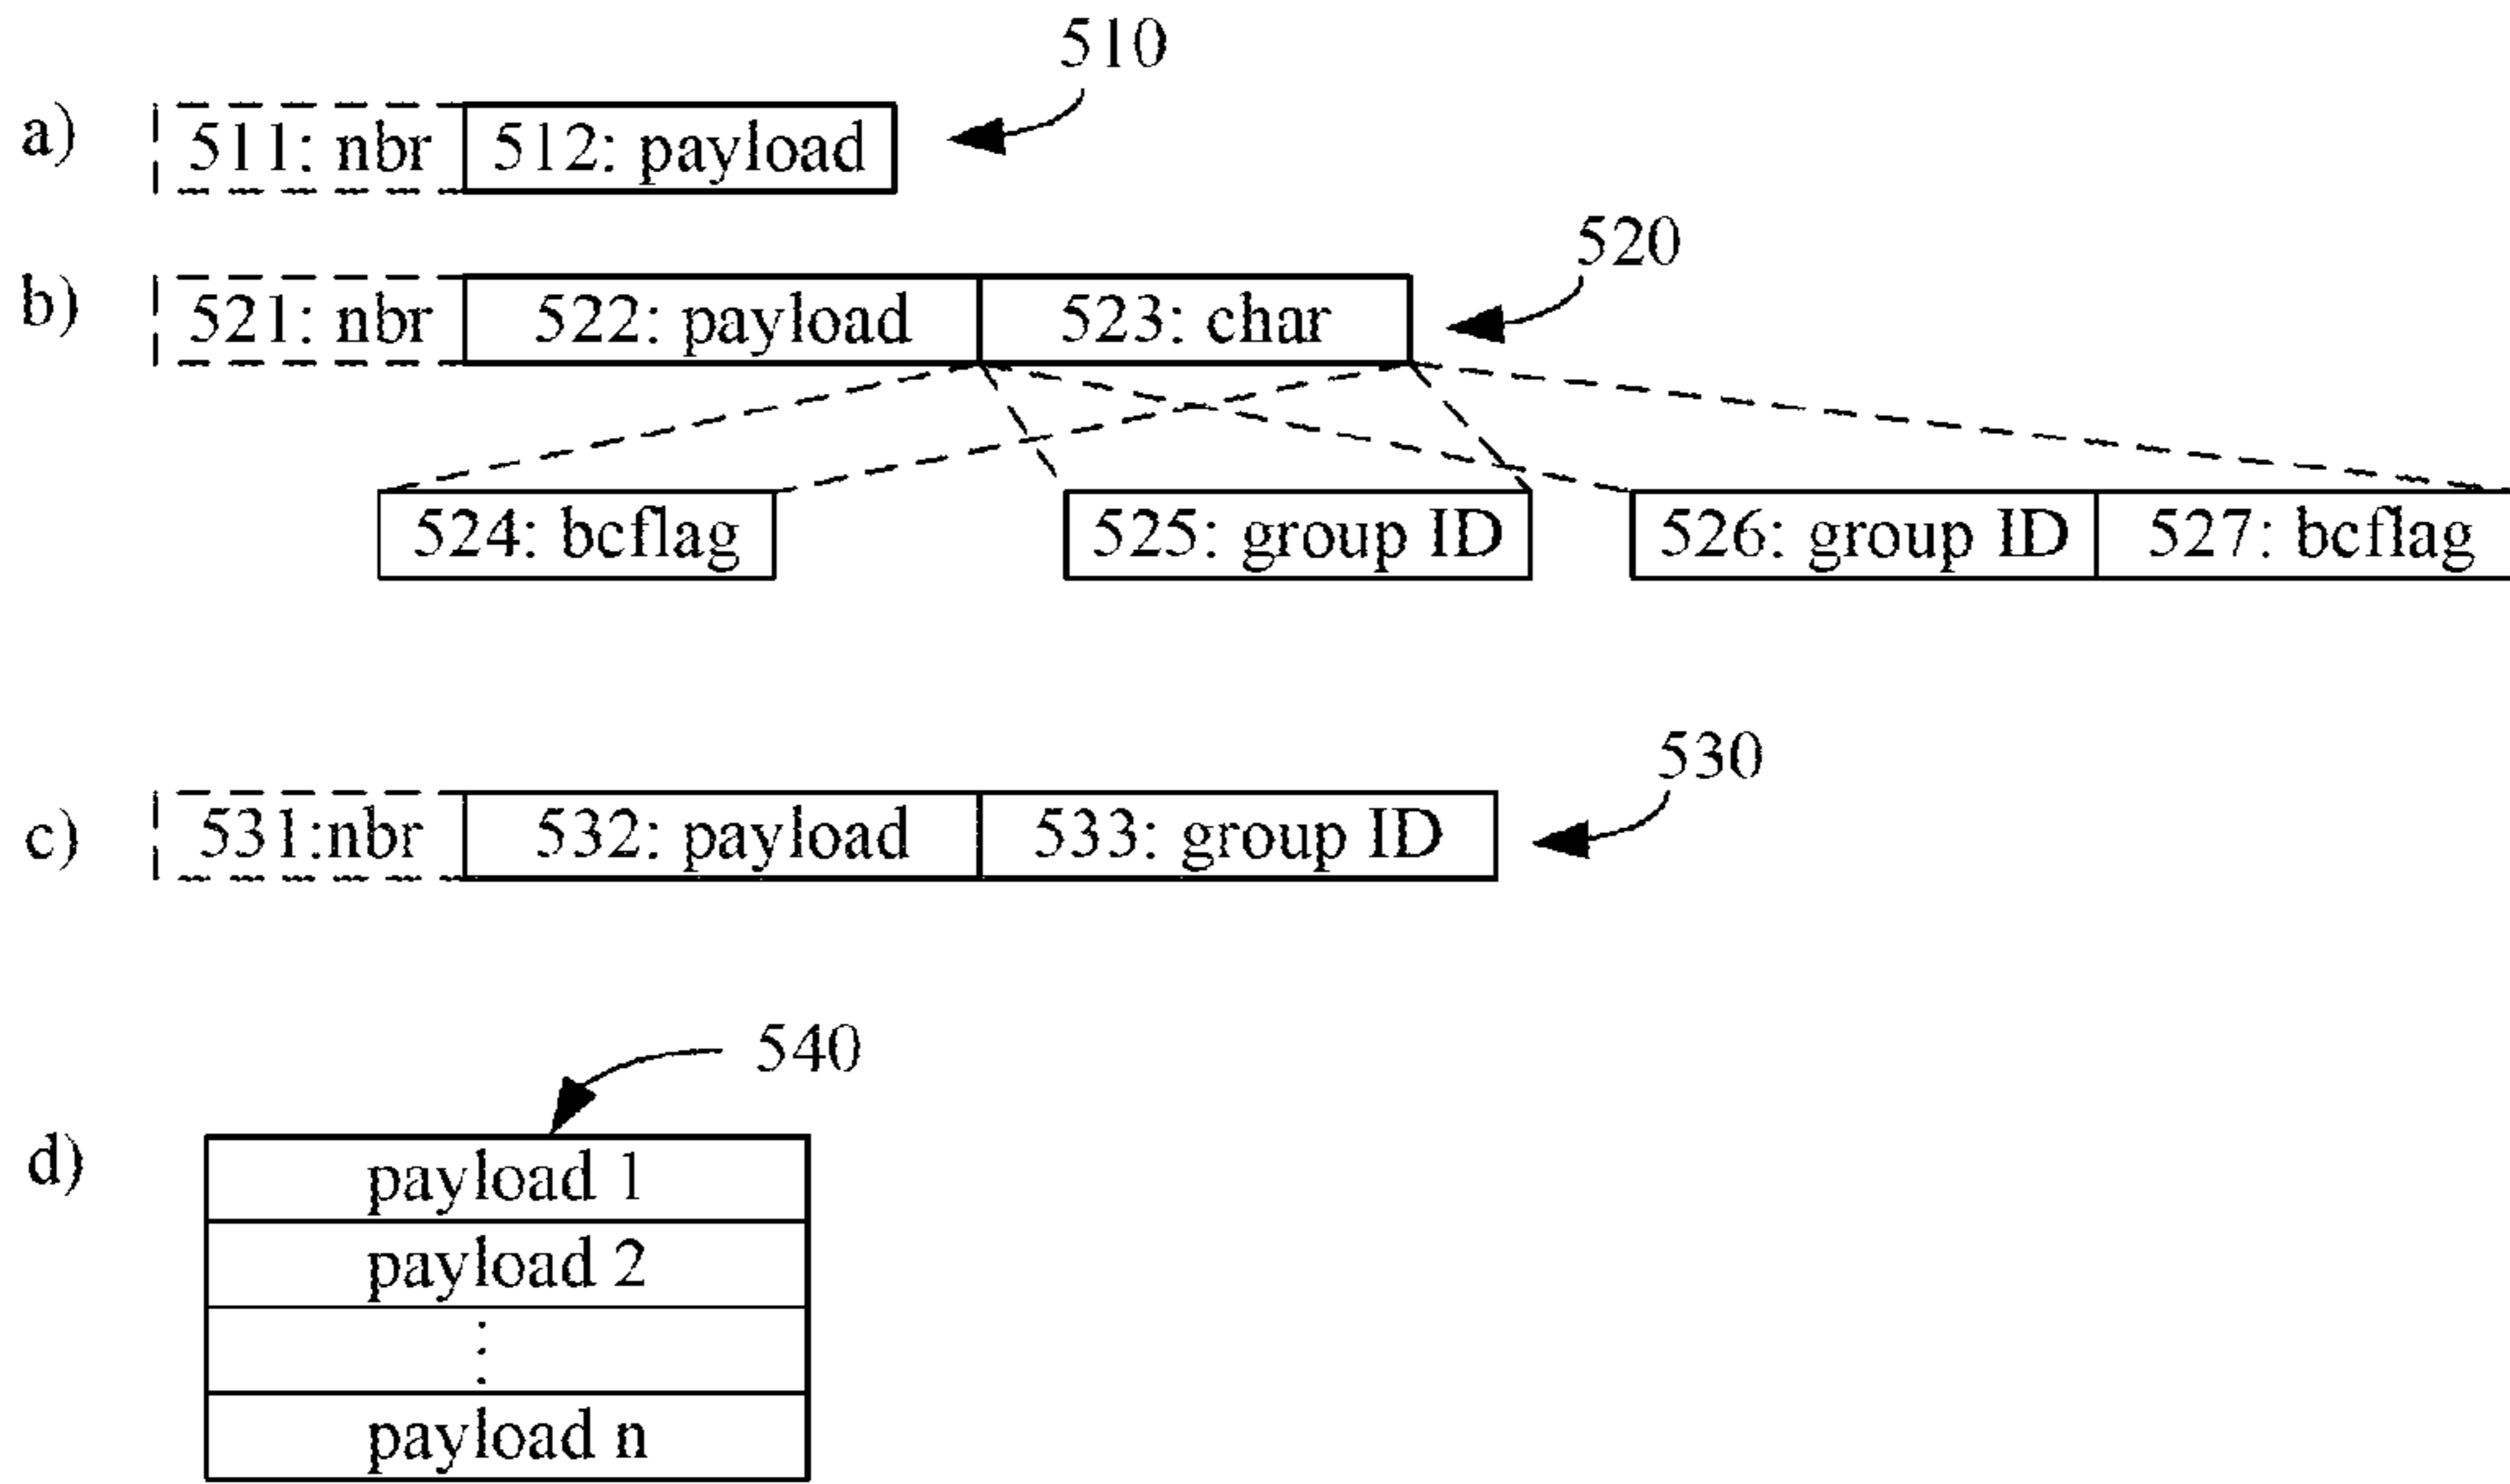 510
a) 511: nbr 512: payload
520
b) 521: nbr 522: payload 523: char
524: bcflag 525: group ID 526: group ID 527: bcflag
530
c) 531:nbr 532: payload 533: group ID
540
d)
payload 1
payload 2
:
payload n